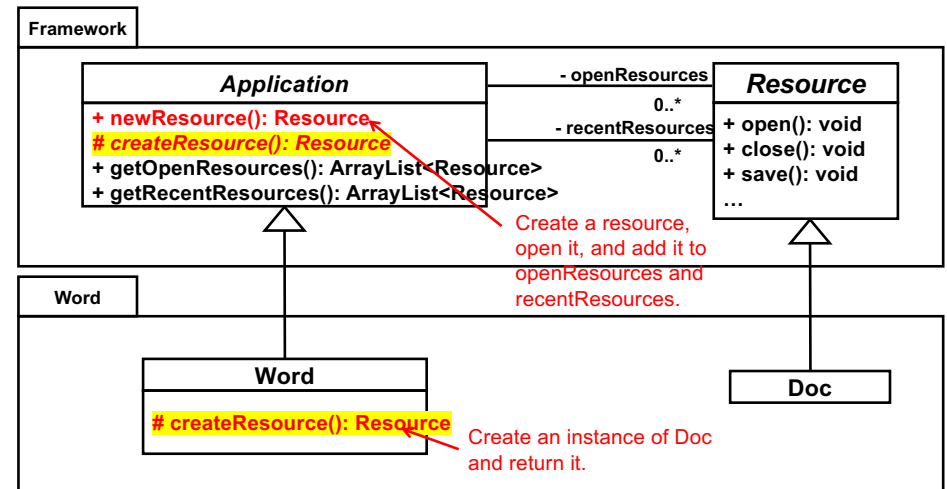 Framework
Application
+ newResource(): Resource
# createResource(): Resource
+ getOpenResources(): ArrayList<Resource>
+ getRecentResources(): ArrayList<Resource>
- openResources
0..*
- recentResources
0..*
Resource
+ open(): void
+ close(): void
+ save(): void
…
Create a resource,
open it, and add it to
openResources and
recentResources.
Word
Word
# createResource(): Resource
Create an instance of Doc
and return it.
Doc